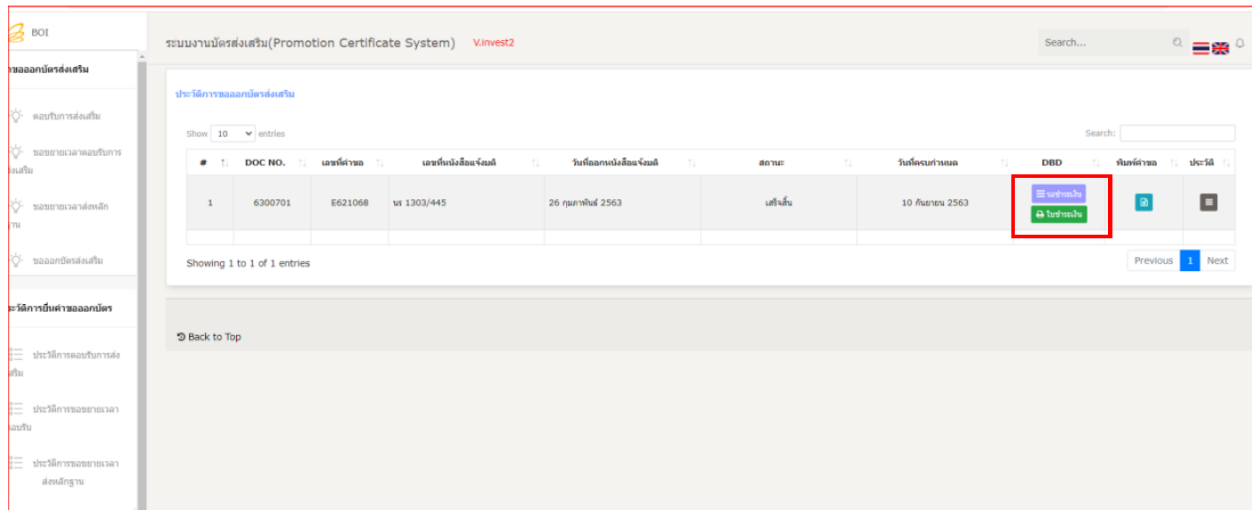 BOI
ระบบงานบัตรส่งเสริม(Promotion Certificate System) V.invest2
Search...
ขอออกบัตรส่งเสริม
ตอบรับการส่งเสริม
ขอขยายเวลาตอบรับการ
ส่งเสริม
ขอขยายเวลาส่งหลัก
ฐาน
ขอออกบัตรส่งเสริม
ประวัติการยื่นคำขอออกบัตร
ประวัติการตอบรับการส่ง
เสริม
ประวัติการขอขยายเวลา
ตอบรับ
ประวัติการขอขยายเวลา
ส่งหลักฐาน
ประวัติการขอออกบัตรส่งเสริม
Show 10 entries
Search:
# DOC NO. เลขที่คำขอ เลขที่หนังสือแจ้งมติ วันที่ออกหนังสือแจ้งมติ สถานะ วันที่ครบกำหนด DBD พิมพ์คำขอ ประวัติ
1 6300701 E621068 นร 1303/445 26 กุมภาพันธ์ 2563 เสร็จสิ้น 10 กันยายน 2563 รอชำระเงิน
ใบชำระเงิน
Showing 1 to 1 of 1 entries
Previous 1 Next
Back to Top